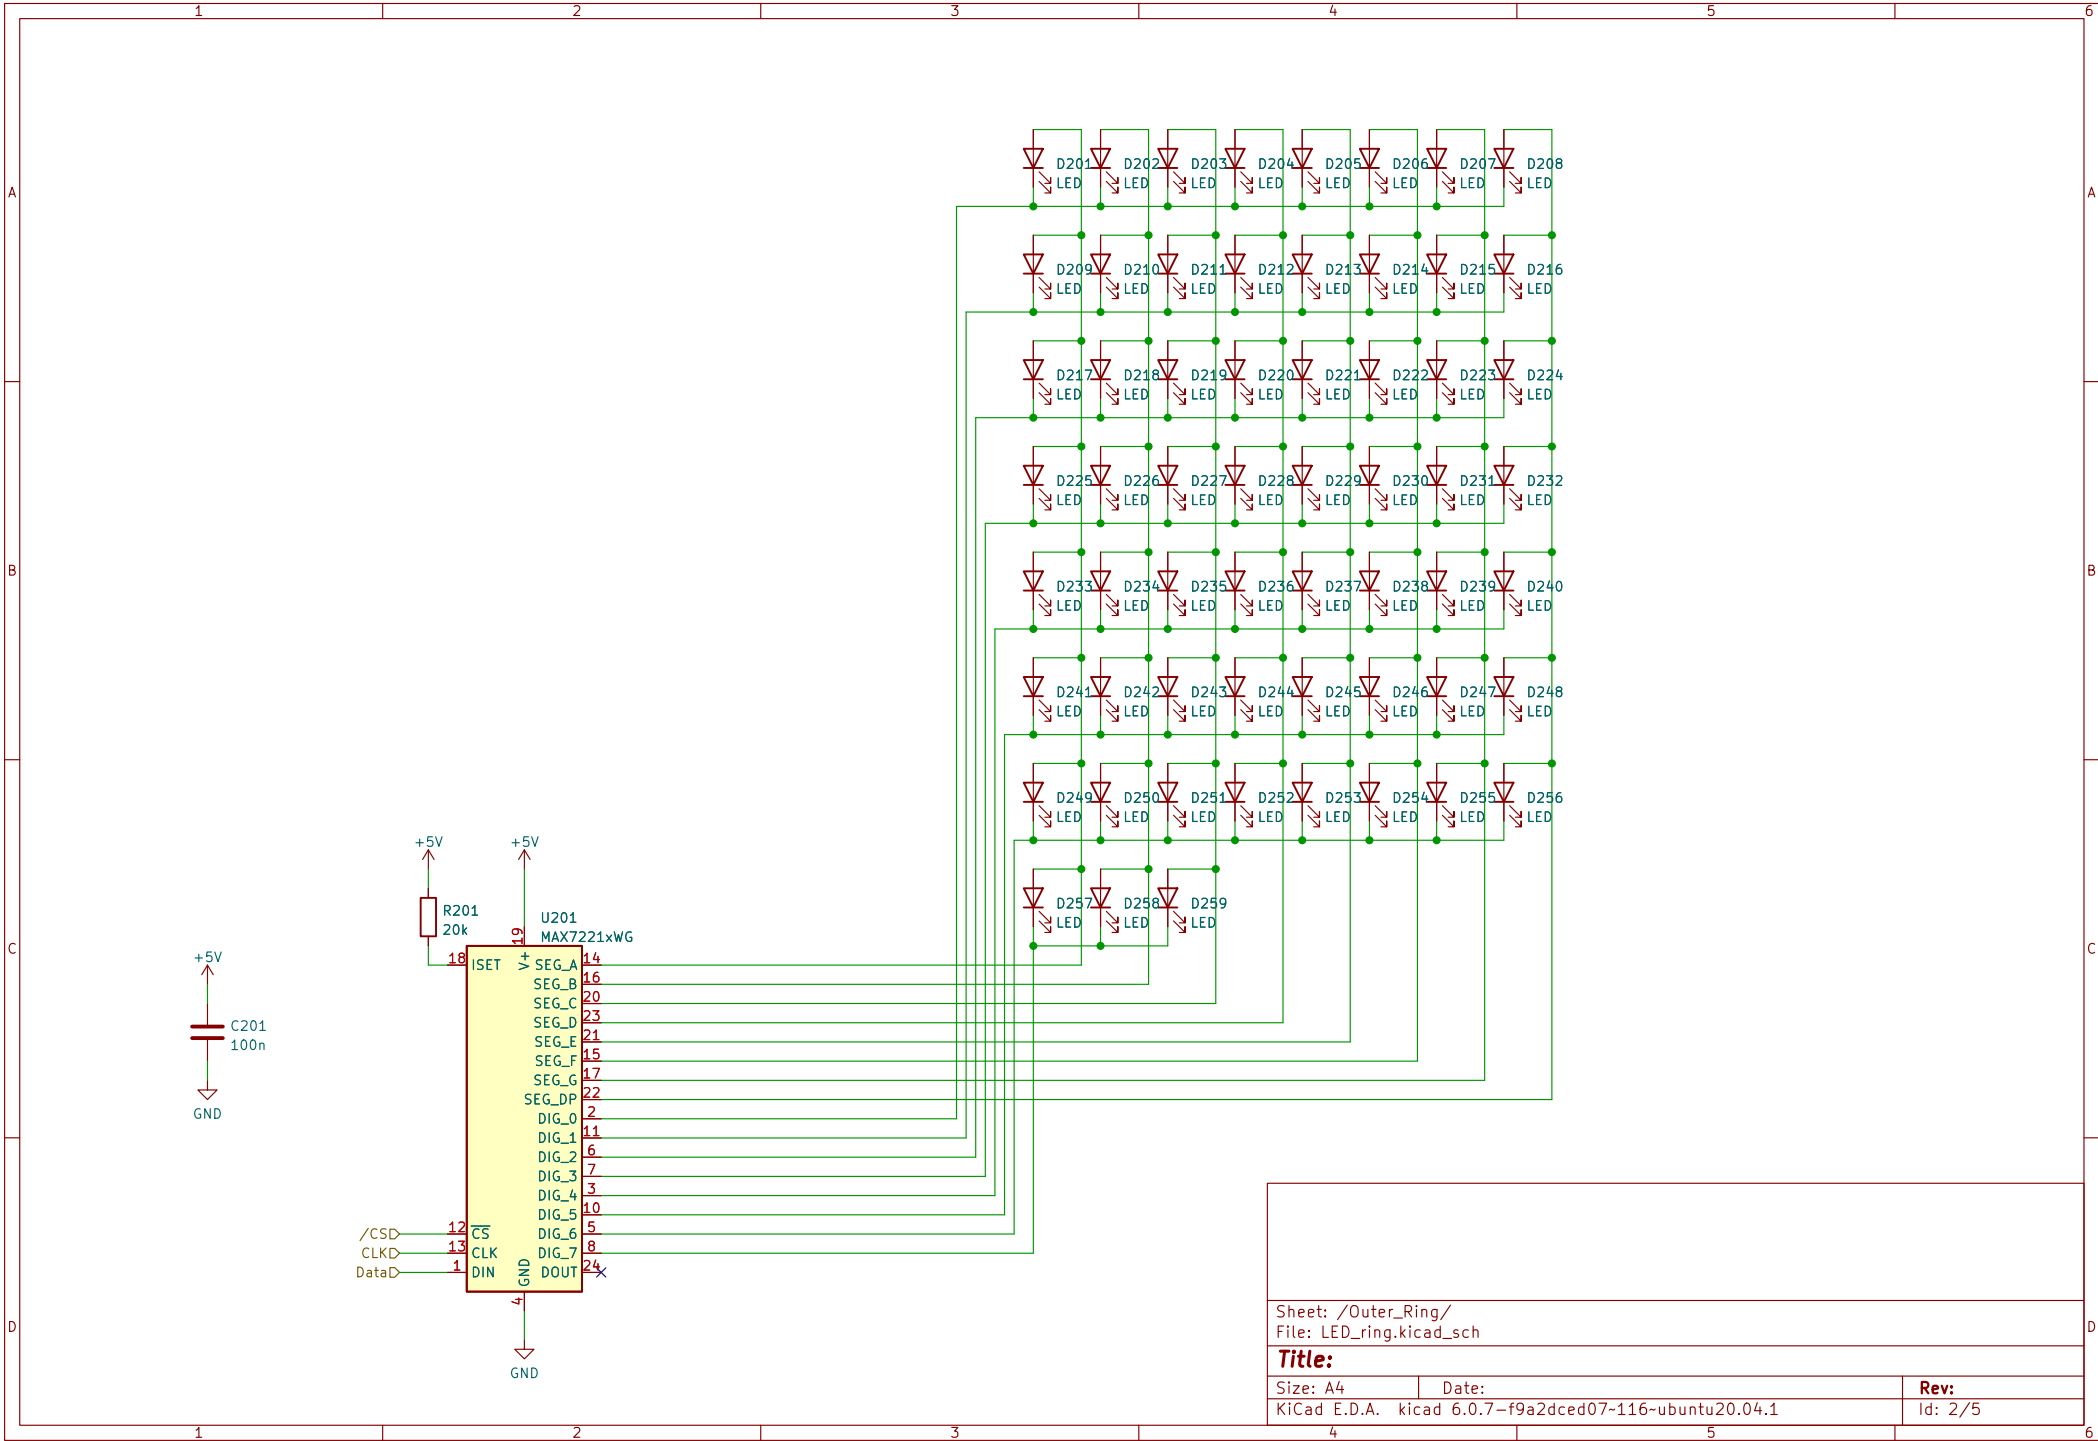 1 2 3 4 5 6
A A
B B
C C
D D
1 2 3 4 5 6
D201 D202 D203 D204 D205 D206 D207 D208
LED LED LED LED LED LED LED LED
D209 D210 D211 D212 D213 D214 D215 D216
LED LED LED LED LED LED LED LED
D217 D218 D219 D220 D221 D222 D223 D224
LED LED LED LED LED LED LED LED
D225 D226 D227 D228 D229 D230 D231 D232
LED LED LED LED LED LED LED LED
D233 D234 D235 D236 D237 D238 D239 D240
LED LED LED LED LED LED LED LED
D241 D242 D243 D244 D245 D246 D247 D248
LED LED LED LED LED LED LED LED
D249 D250 D251 D252 D253 D254 D255 D256
LED LED LED LED LED LED LED LED
D257 D258 D259
LED LED LED
+5V
C201
100n
GND
+5V
R201
20k
+5V
U201
MAX7221xWG
19
V+
18 ISET
SEG_A 14
SEG_B 16
SEG_C 20
SEG_D 23
SEG_E 21
SEG_F 15
SEG_G 17
SEG_DP 22
DIG_0 2
DIG_1 11
DIG_2 6
DIG_3 7
DIG_4 3
DIG_5 10
DIG_6 5
DIG_7 8
DOUT 24
/CS 12 CS
CLK 13 CLK
Data 1 DIN
GND
4
GND
Sheet: /Outer_Ring/
File: LED_ring.kicad_sch
Title:
Size: A4 Date: Rev:
KiCad E.D.A. kicad 6.0.7-f9a2dced07~116~ubuntu20.04.1 Id: 2/5